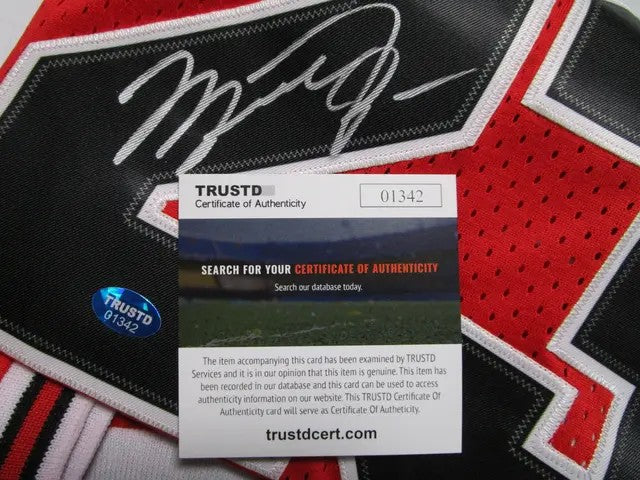 TRUSTD
Certificate of Authenticity
01342
SEARCH FOR YOUR CERTIFICATE OF AUTHENTICITY
Search our database today.
The item accompanying this card has been examined by TRUSTD
Services and it is in our opinion that this item is genuine. This item has
been recorded in our database and this card can be used to access
authenticity information on our website. This TRUSTD Certificate Of
Authenticity card will serve as Certificate Of Autheticity.
trustdcert.com
TRUSTD
01342